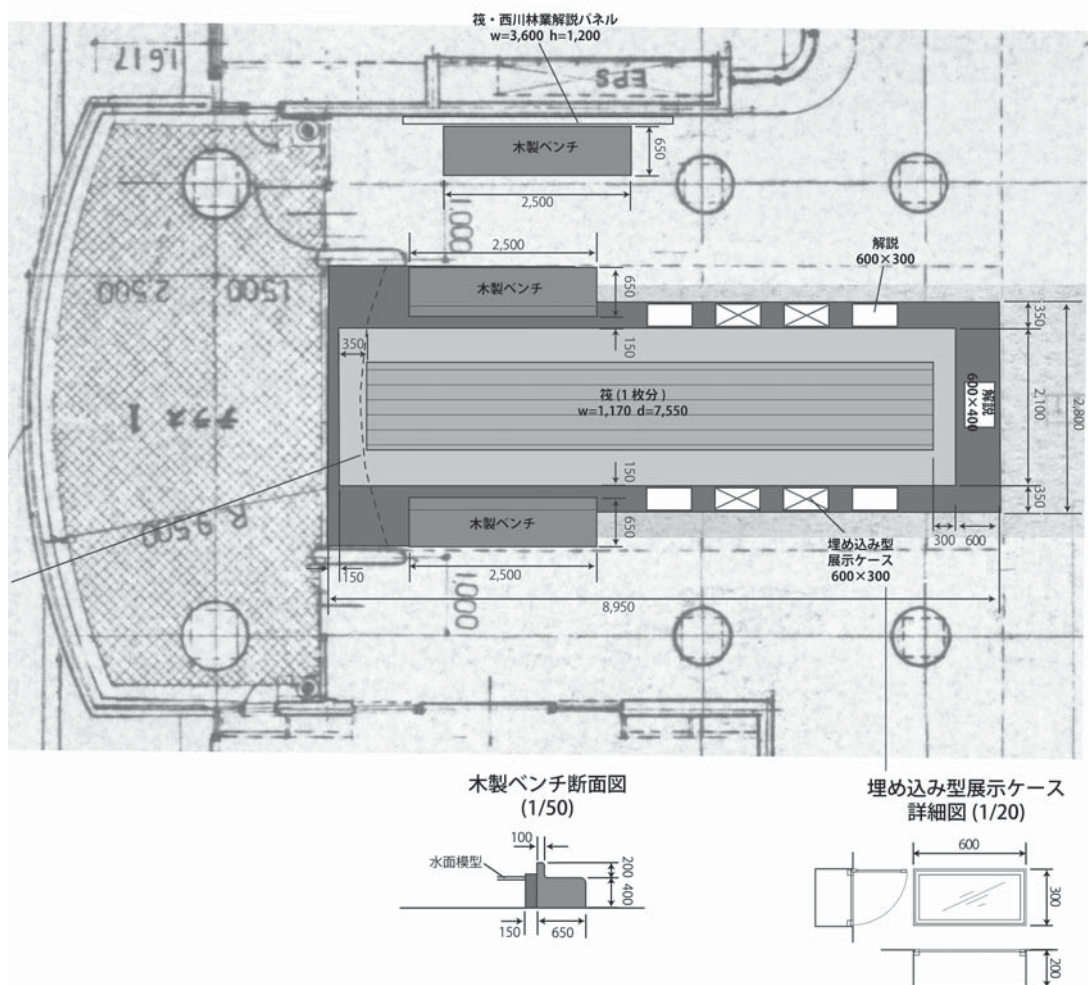 筏・西川林業解説パネル
w=3,600 h=1,200
1617
EPS
木製ベンチ
650
2,500
1.000
2,500
解説
600×300
木製ベンチ
650
2500
1500
350
350
150
筏(1枚分)
w=1,170 d=7,550
解説
600×400
2,100
2,800
テラス 1
150
350
R 9500
木製ベンチ
650
埋め込み型
展示ケース
600×300
300
600
150
2,500
1.000
8,950
木製ベンチ断面図
(1/50)
埋め込み型展示ケース
詳細図 (1/20)
100
水面模型
200
400
150
650
600
300
200